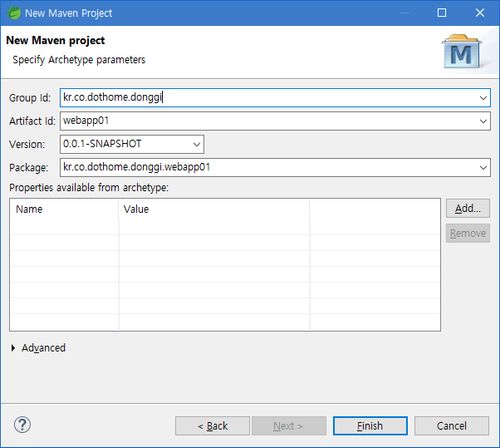 New Maven Project
New Maven project
Specify Archetype parameters
M
Group Id: kr.co.dothome.donggi
Artifact Id: webapp01
Version: 0.0.1-SNAPSHOT
Package: kr.co.dothome.donggi.webapp01
Properties available from archetype:
Name Value
Add...
Remove
Advanced
? < Back Next > Finish Cancel